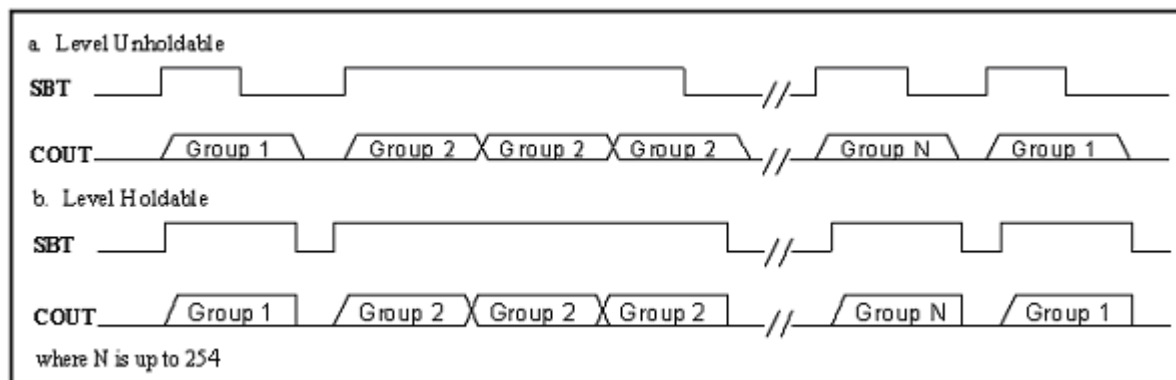 a. Level Unholdable
SBT
COUT Group 1 Group 2 Group 2 Group 2 // Group N Group 1
b. Level Holdable
SBT
COUT Group 1 Group 2 Group 2 Group 2 // Group N Group 1
where N is up to 254